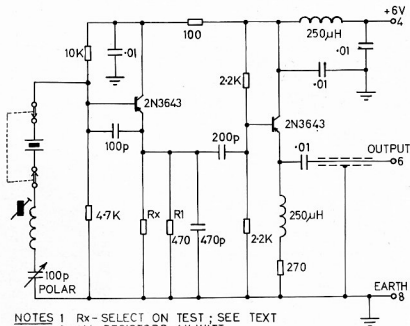 100
250μH
+6V
4
10K
·01
2·2K
·01
·01
2N3643
2N3643
100p
200p
·01
OUTPUT
6
4·7K
Rx
R1
470
470p
2·2K
250μH
100p
POLAR
270
EARTH
8
NOTES 1 Rx-SELECT ON TEST; SEE TEXT